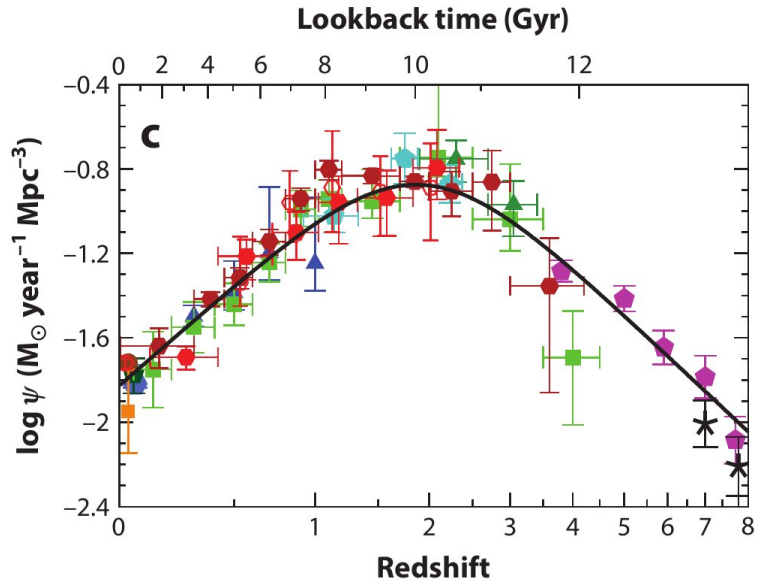 Lookback time (Gyr)
0 2 4 6 8 10 12
c
log ψ (M⊙ year−1 Mpc−3)
−0.4
−0.8
−1.2
−1.6
−2
−2.4
0 1 2 3 4 5 6 7 8
Redshift